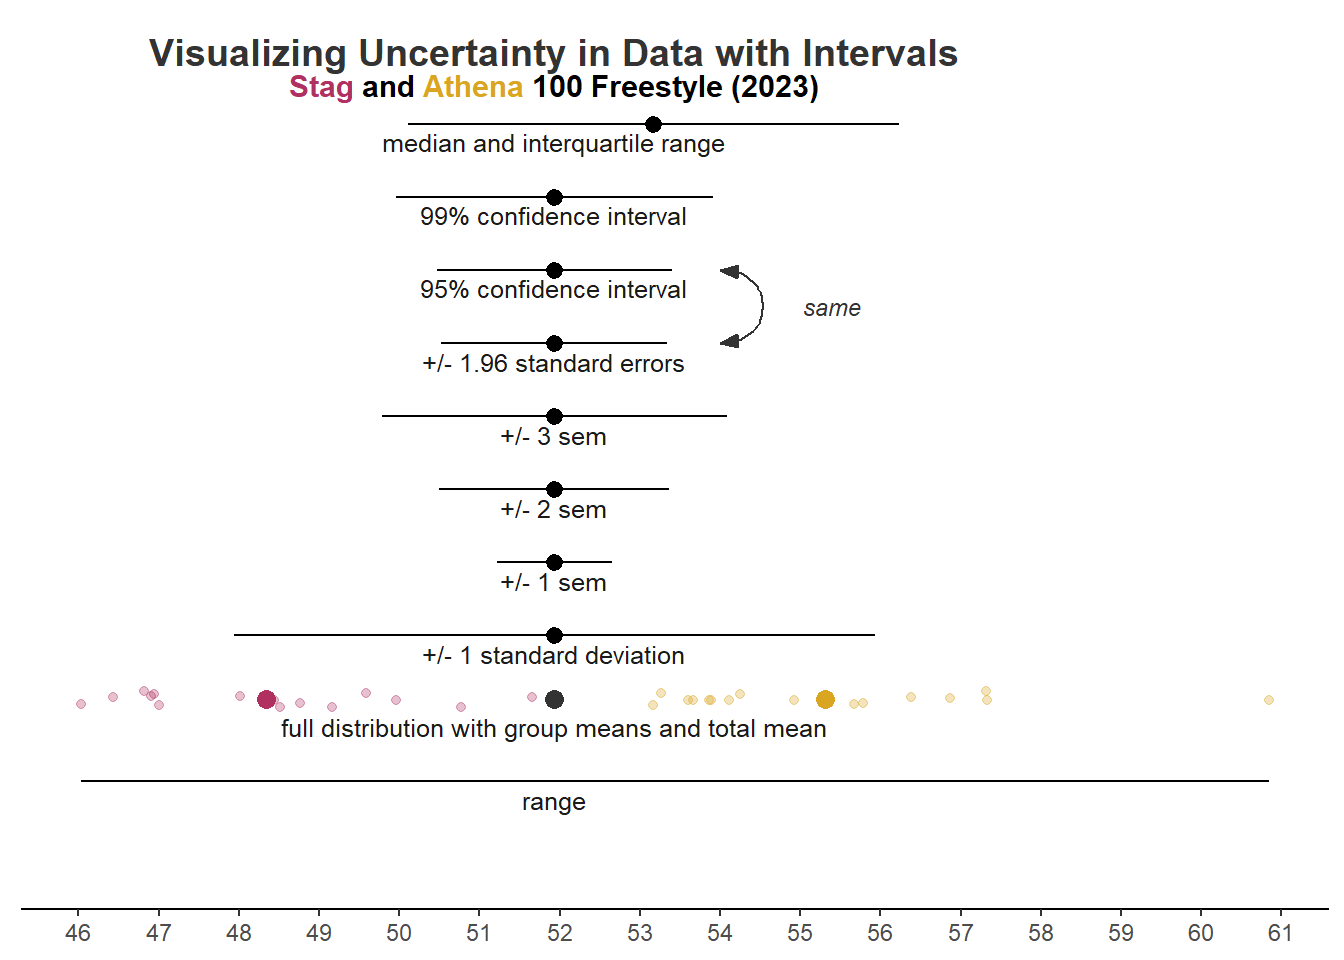 Visualizing Uncertainty in Data with Intervals
Stag and Athena 100 Freestyle (2023)
median and interquartile range
99% confidence interval
95% confidence interval
same
+/- 1.96 standard errors
+/- 3 sem
+/- 2 sem
+/- 1 sem
+/- 1 standard deviation
full distribution with group means and total mean
range
46 47 48 49 50 51 52 53 54 55 56 57 58 59 60 61